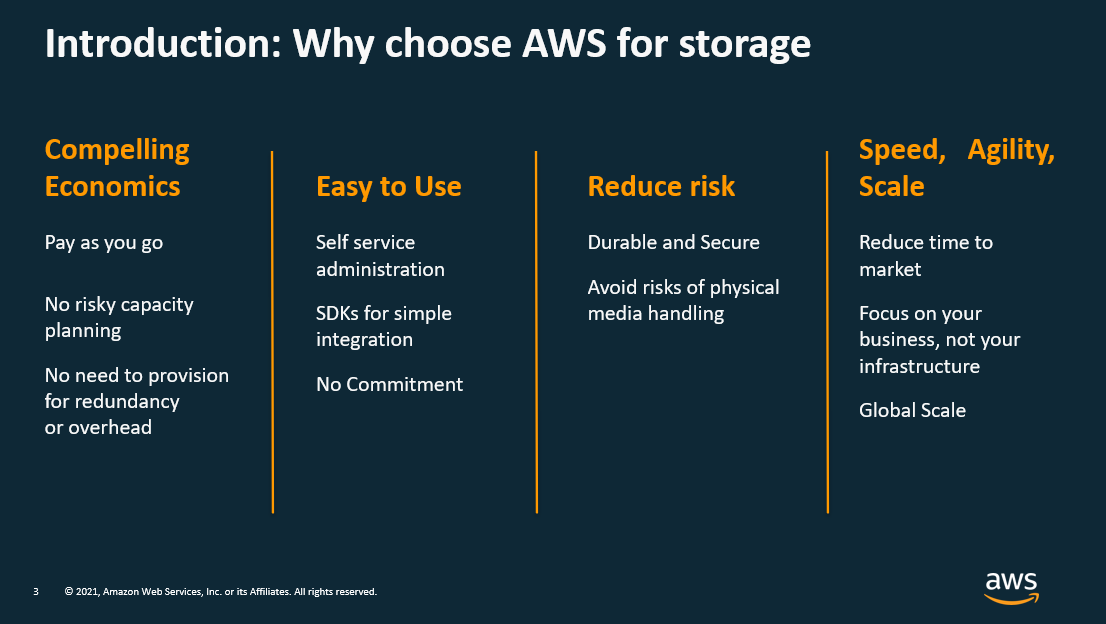 Introduction: Why choose AWS for storage
Compelling
Economics
Pay as you go
No risky capacity
planning
No need to provision
for redundancy
or overhead
Easy to Use
Self service
administration
SDKs for simple
integration
No Commitment
Reduce risk
Durable and Secure
Avoid risks of physical
media handling
Speed, Agility,
Scale
Reduce time to
market
Focus on your
business, not your
infrastructure
Global Scale
3 © 2021, Amazon Web Services, Inc. or its Affiliates. All rights reserved.
aws